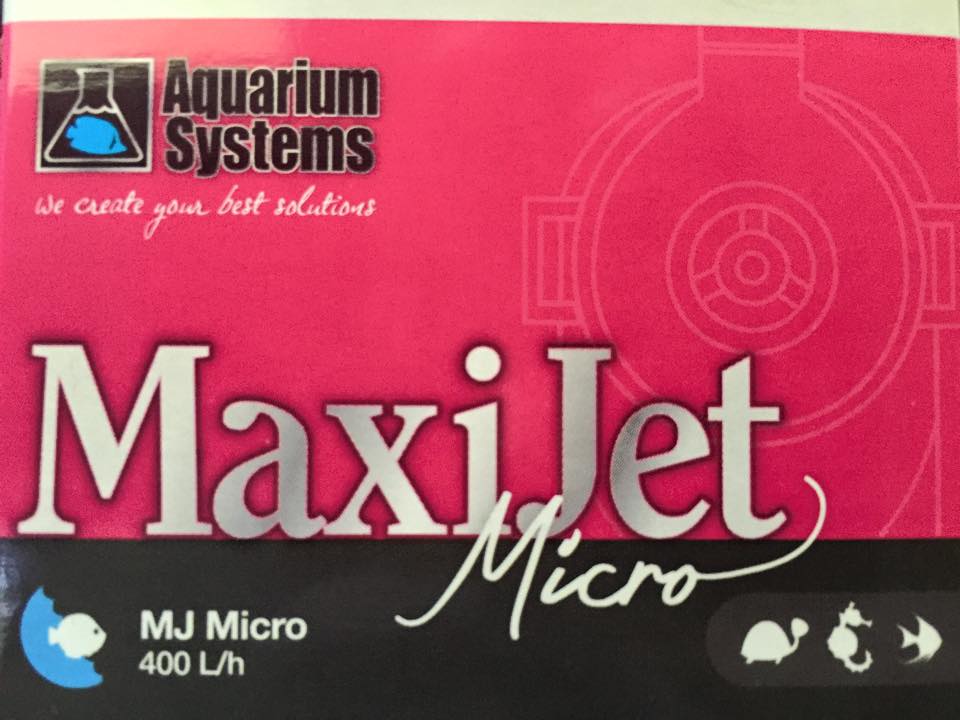 Aquarium
Systems
we create your best solutions
MaxiJet
Micro
MJ Micro
400 L/h